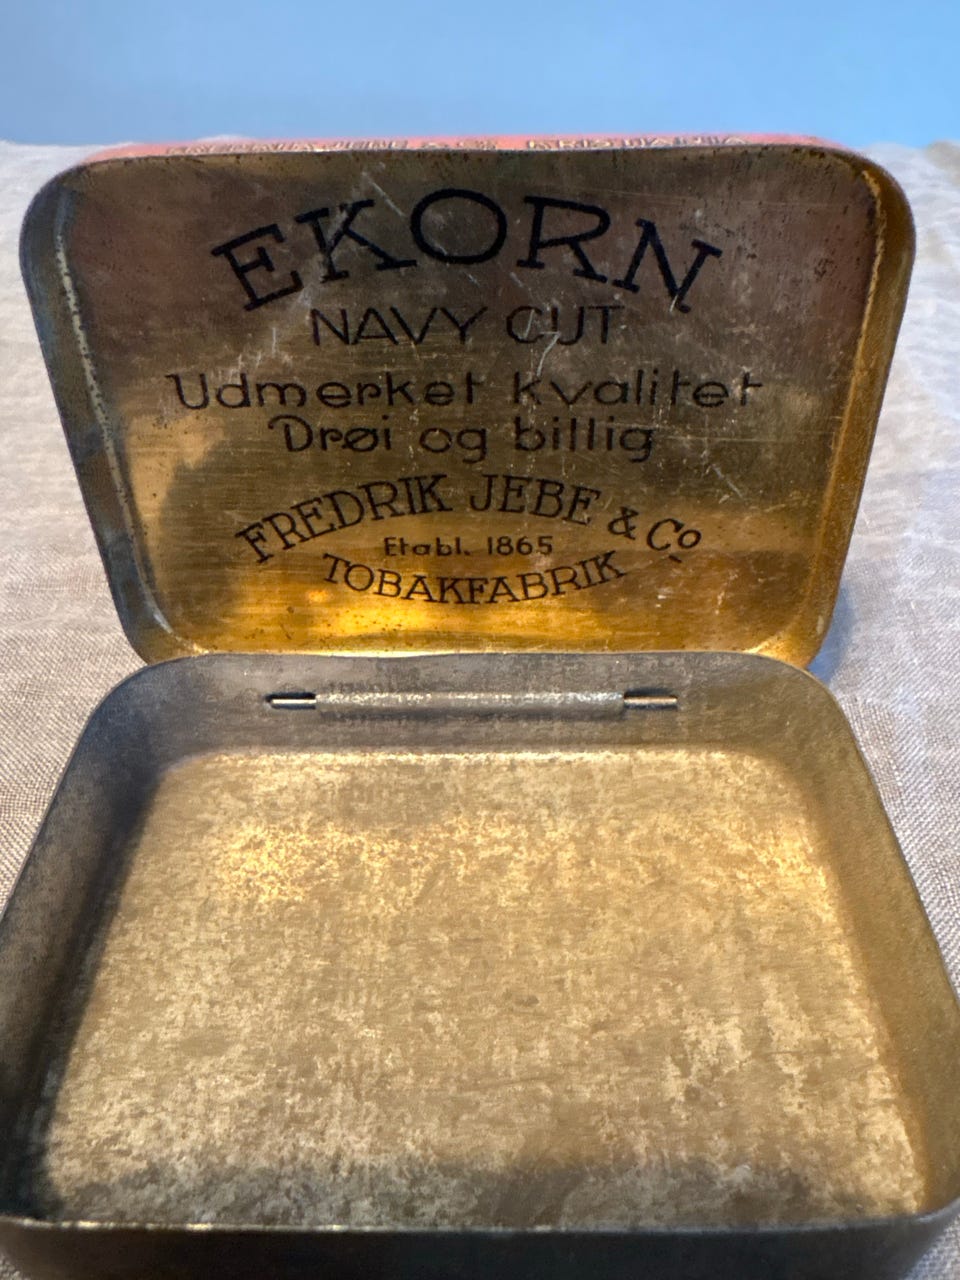 EKORN
NAVY CUT
Udmerket kvalitet
Drøi og billig
FREDRIK JEBE & Co
Etabl. 1865
TOBAKFABRIK